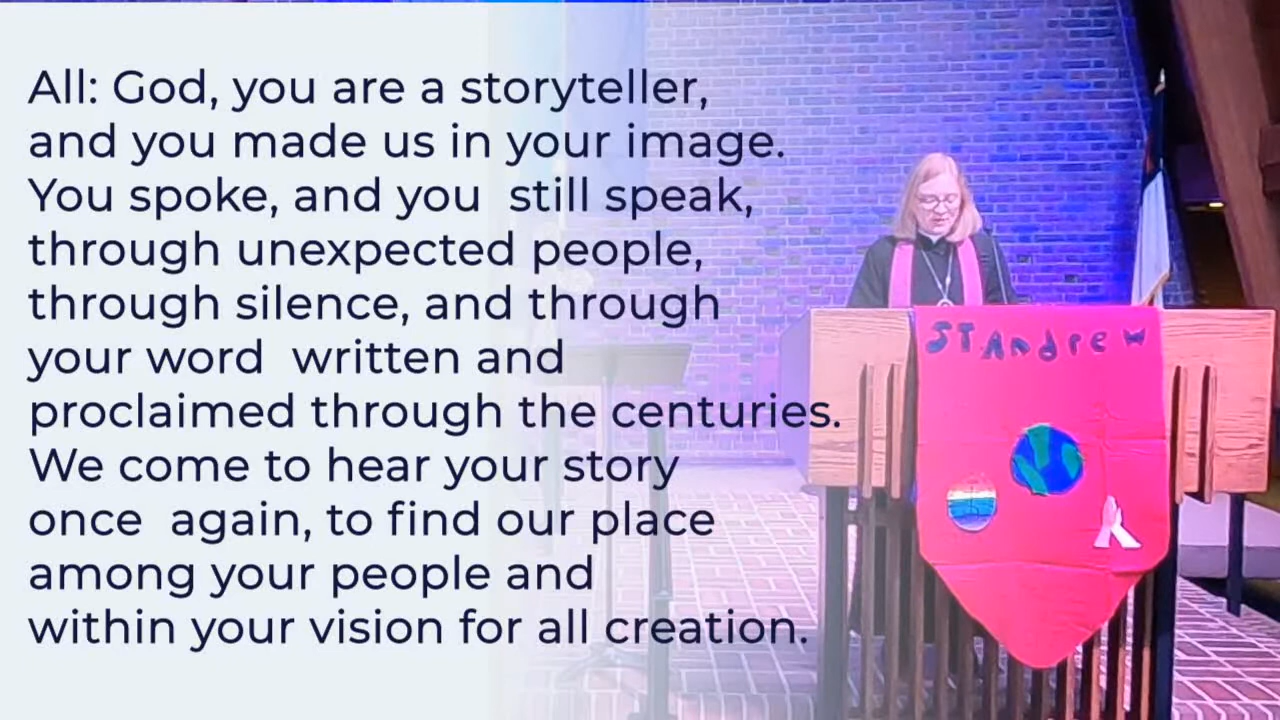 All: God, you are a storyteller,
and you made us in your image.
You spoke, and you  still speak,
through unexpected people,
through silence, and through
your word  written and
proclaimed through the centuries.
We come to hear your story
once  again, to find our place
among your people and
within your vision for all creation.
ST Andrew